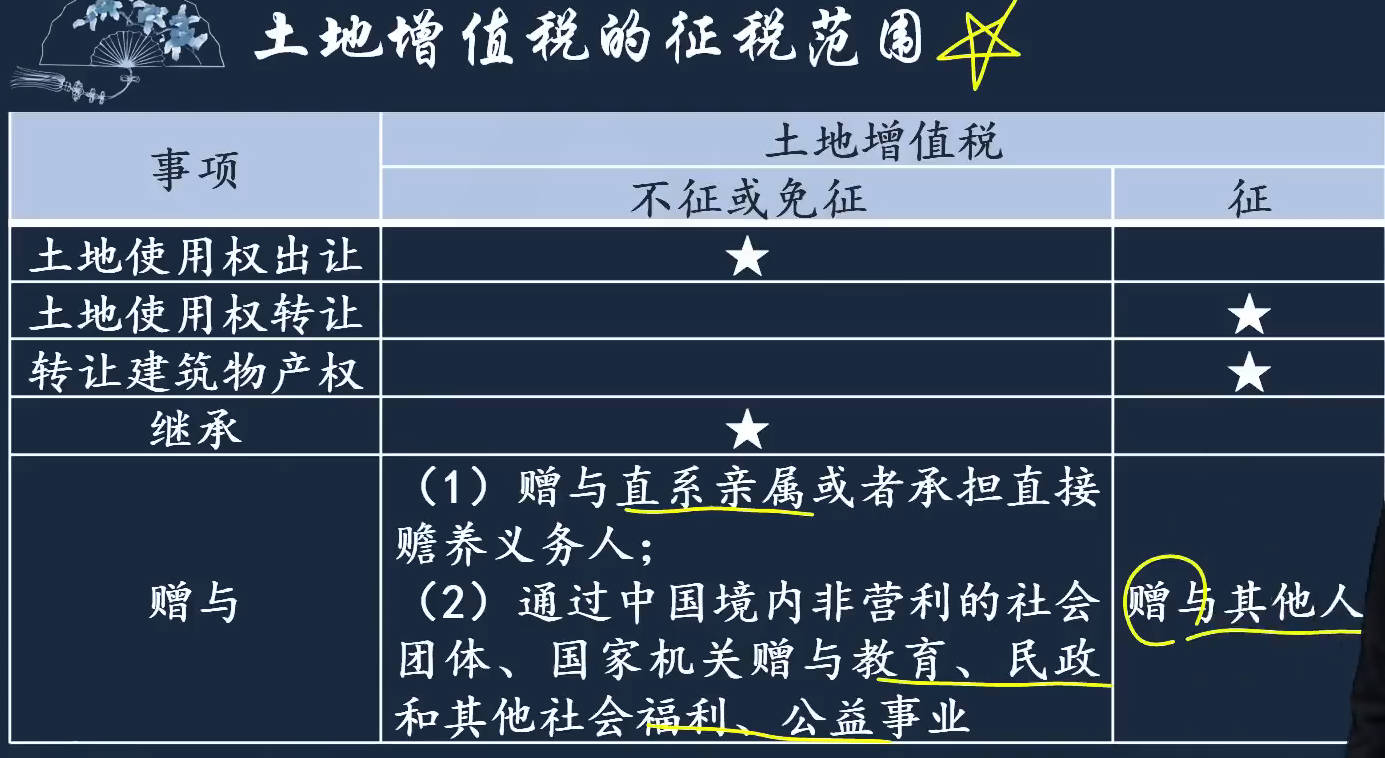 土地增值税的征税范围
事项
土地增值税
不征或免征
征
土地使用权出让
★
土地使用权转让
★
转让建筑物产权
★
继承
★
赠与
（1）赠与直系亲属或者承担直接
赡养义务人；
（2）通过中国境内非营利的社会
团体、国家机关赠与教育、民政
和其他社会福利、公益事业
赠与其他人